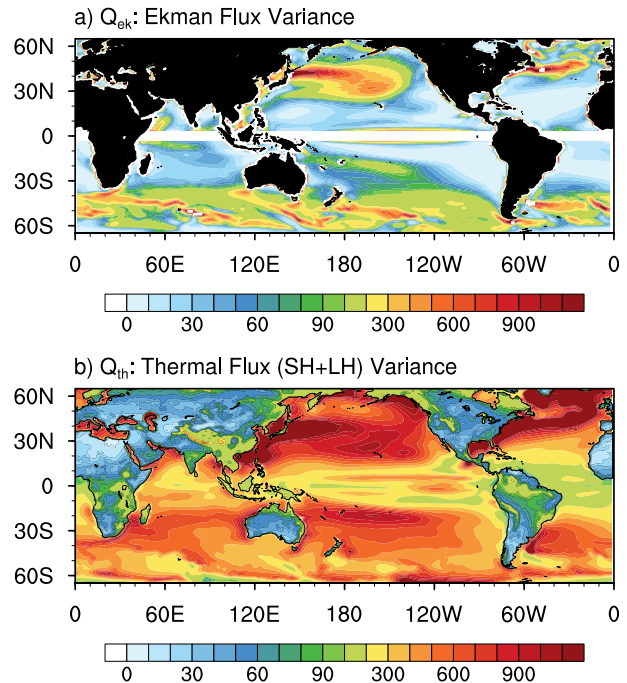 a) Qek: Ekman Flux Variance
60N
30N
0
30S
60S
0 60E 120E 180 120W 60W 0
0 30 60 90 300 600 900
b) Qth: Thermal Flux (SH+LH) Variance
60N
30N
0
30S
60S
0 60E 120E 180 120W 60W 0
0 30 60 90 300 600 900